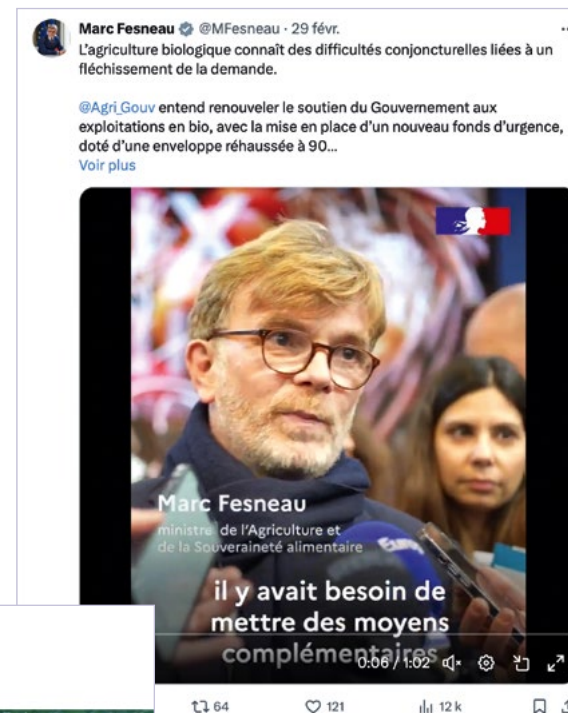 Marc Fesneau @MFesneau · 29 févr.
L'agriculture biologique connaît des difficultés conjoncturelles liées à un
fléchissement de la demande.
@Agri_Gouv entend renouveler le soutien du Gouvernement aux
exploitations en bio, avec la mise en place d'un nouveau fonds d'urgence,
doté d'une enveloppe réhaussée à 90...
Voir plus
Marc Fesneau
ministre de l'Agriculture et
de la Souveraineté alimentaire
il y avait besoin de
mettre des moyens
complémentaires
0:06 / 1:02
64 121 12 k